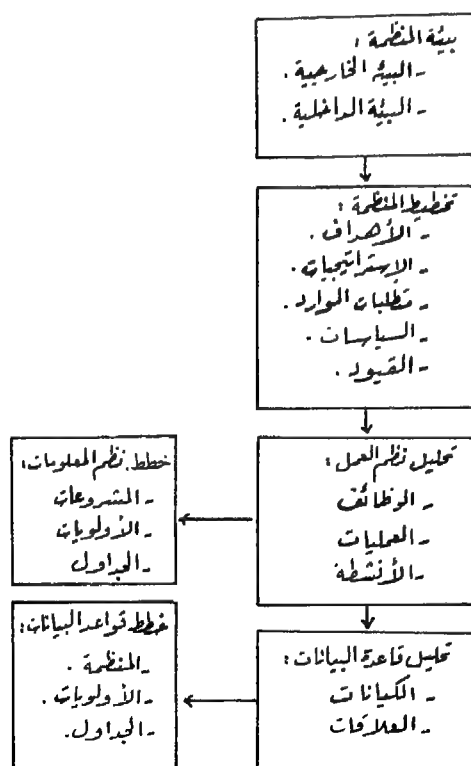 بيئة المنظمة :
- البيئة الخارجية .
- البيئة الداخلية .
تخطيط المنظمة :
- الأهداف .
- الإستراتيجيات .
- متطلبات الموارد .
- السياسات .
- القيود .
تحليل نظم العمل :
- الوظائف
- العمليات
- الأنشطة
خطط نظم المعلومات :
- المشروعات
- الأولويات
- الجداول
تحليل قاعدة البيانات :
- الكيانات
- العلاقات
خطط قواعد البيانات :
- المنظمة .
- الأولويات .
- الجداول .